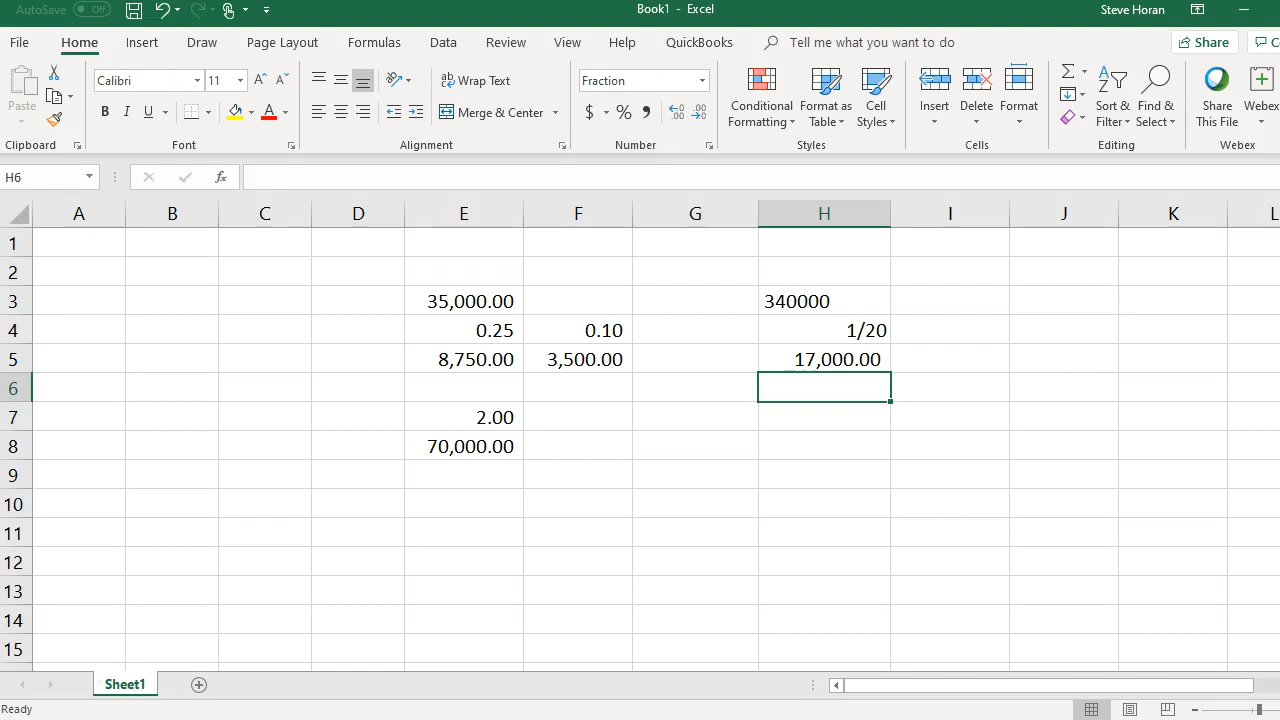 AutoSave Off Book1 - Excel Steve Horan
File Home Insert Draw Page Layout Formulas Data Review View Help QuickBooks Tell me what you want to do Share
Paste Calibri 11 Wrap Text Fraction Conditional Format as Cell Insert Delete Format Sort & Find & Share
B I U Merge & Center $ % Formatting Table Styles Filter Select This File
Clipboard Font Alignment Number Styles Cells Editing Webex
H6 fx
A B C D E F G H I J K L
1
2
3 35,000.00 340000
4 0.25 0.10 1/20
5 8,750.00 3,500.00 17,000.00
6
7 2.00
8 70,000.00
9
10
11
12
13
14
15
Sheet1
Ready